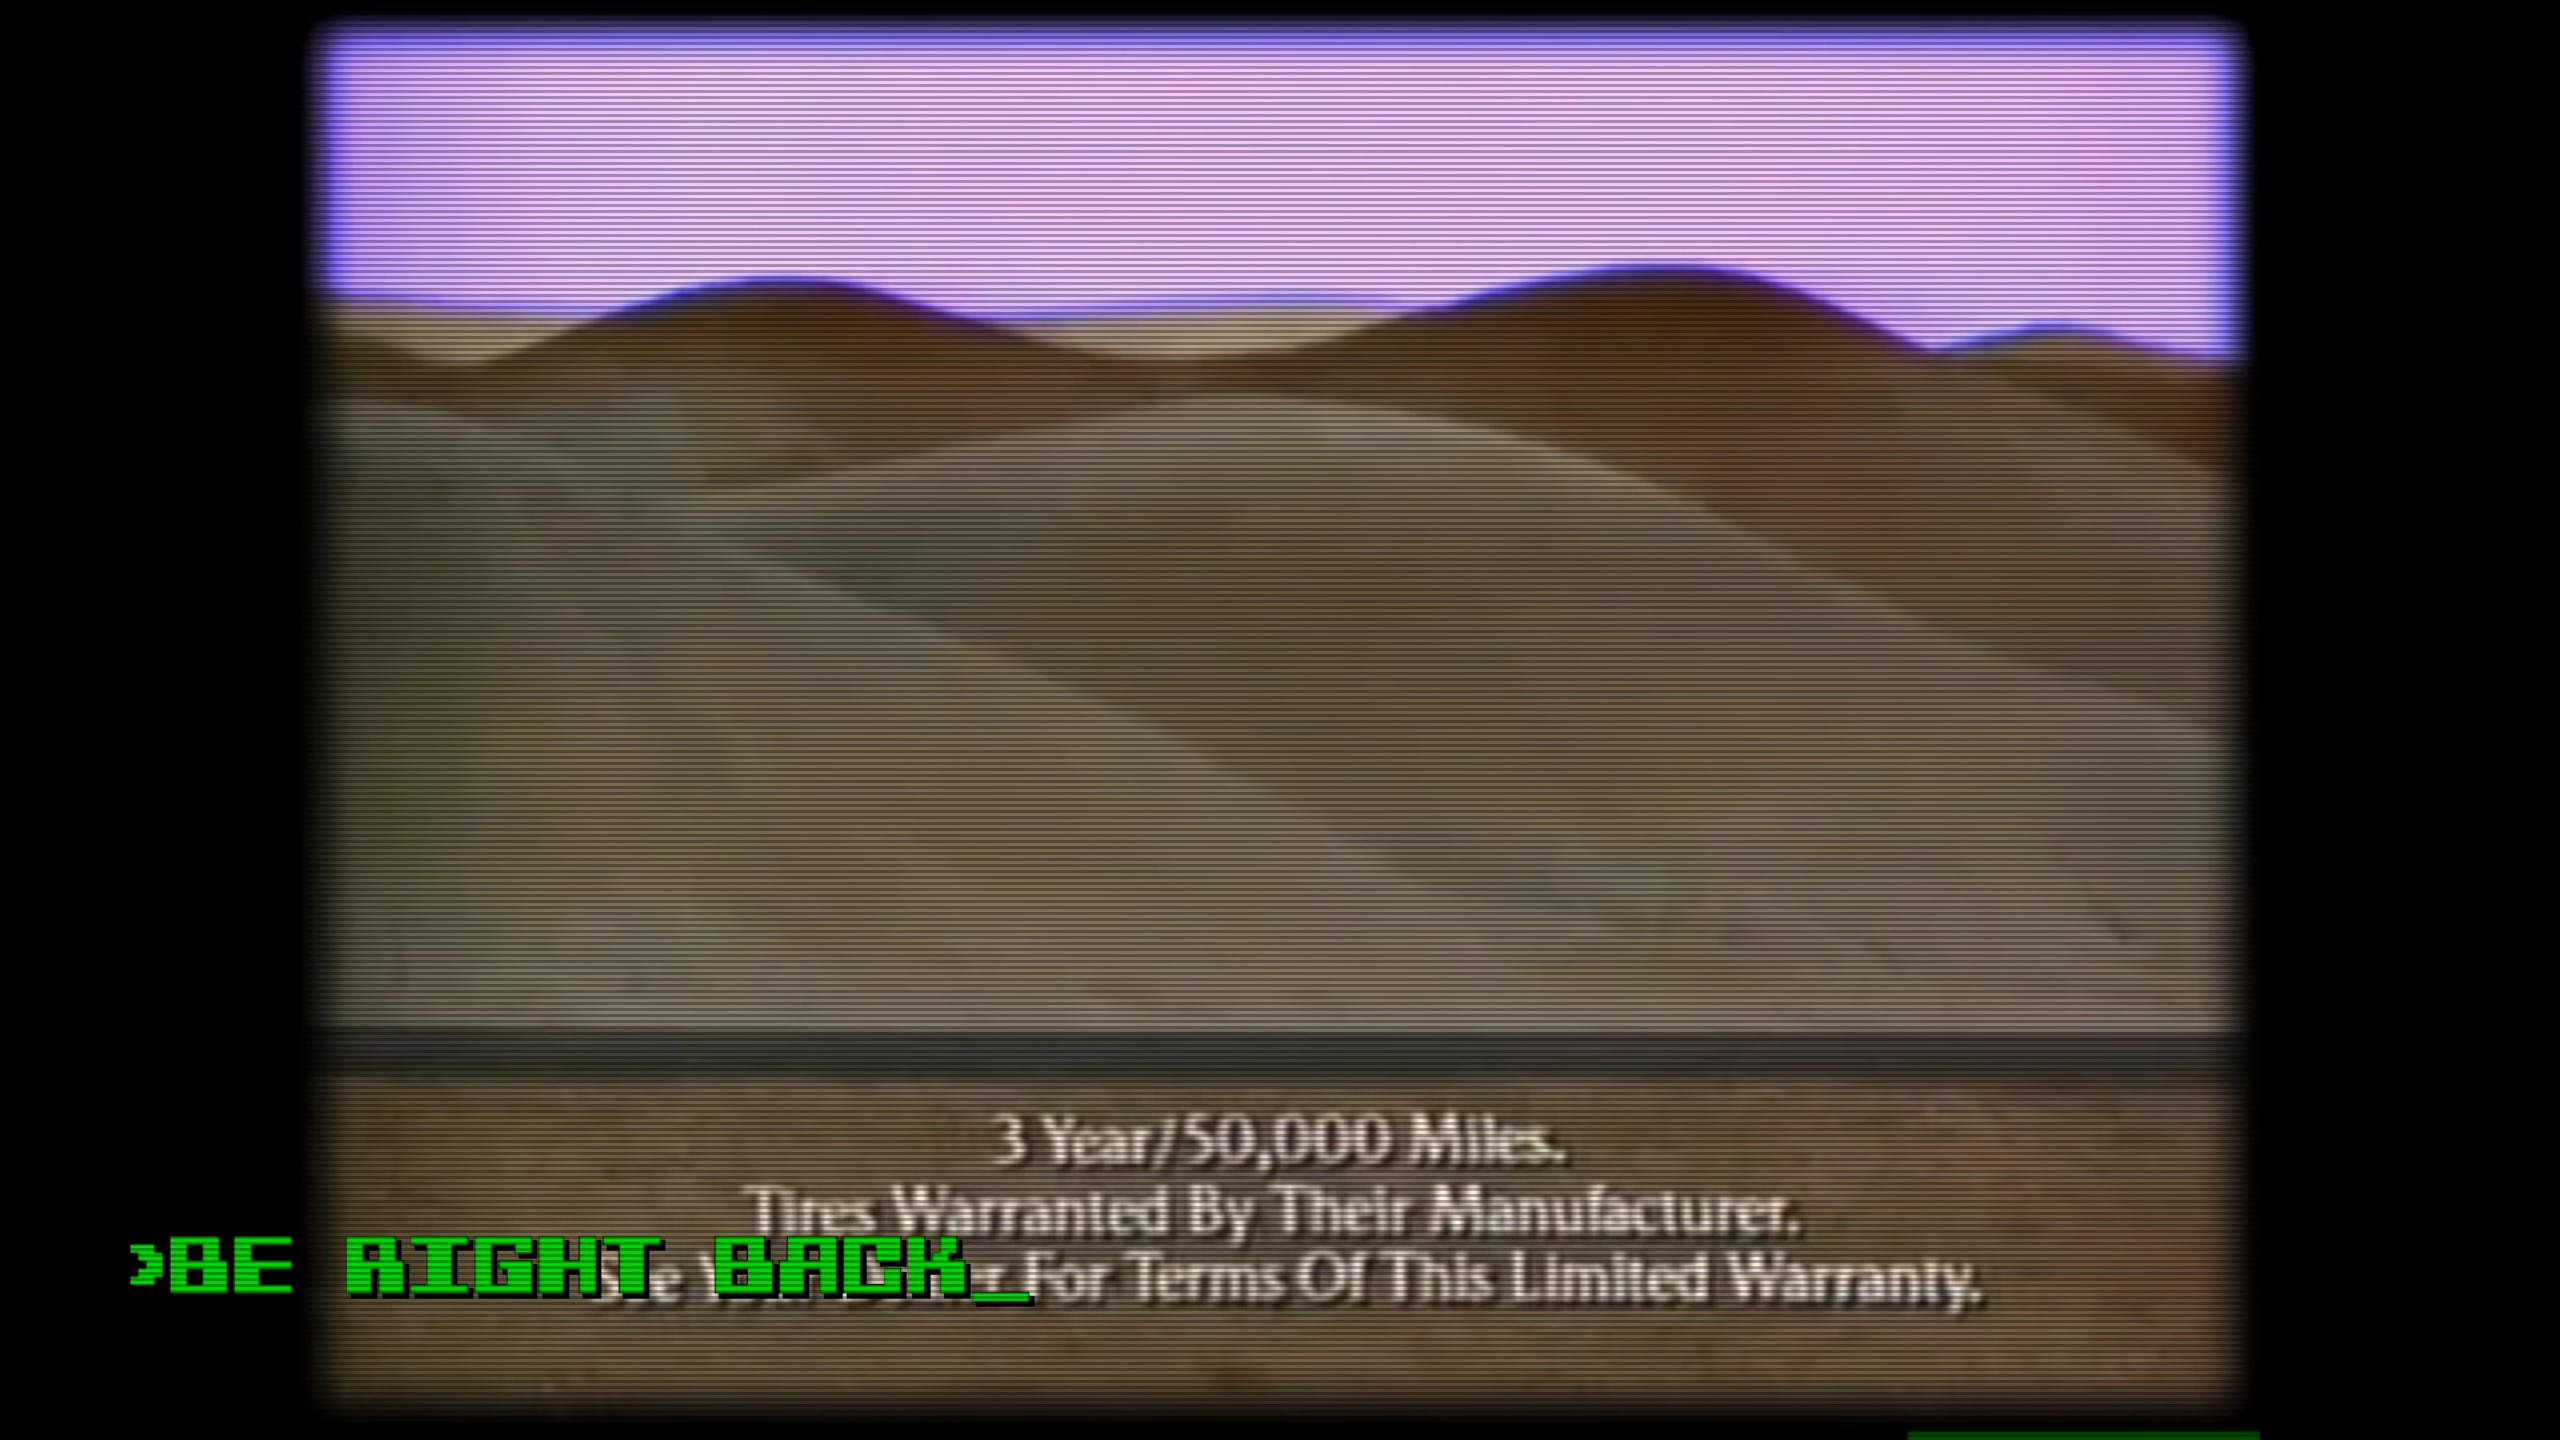 3 Year/50,000 Miles.
Tires Warranted By Their Manufacturer.
See For Terms Of This Limited Warranty.
>BE RIGHT BACK_